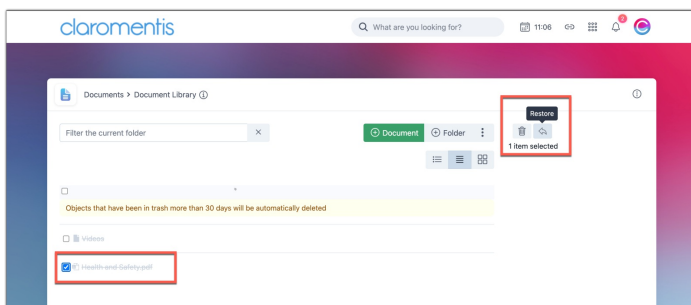 claromentis
What are you looking for?
11:06
2
Documents > Document Library
Restore
Filter the current folder
Document
Folder
1 item selected
Objects that have been in trash more than 30 days will be automatically deleted
Videos
Health and Safety.pdf